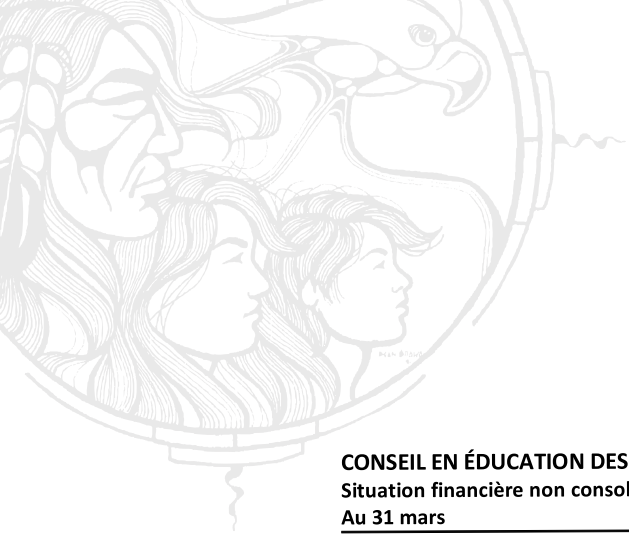 CONSEIL EN ÉDUCATION DES
Situation financière non consol
Au 31 mars